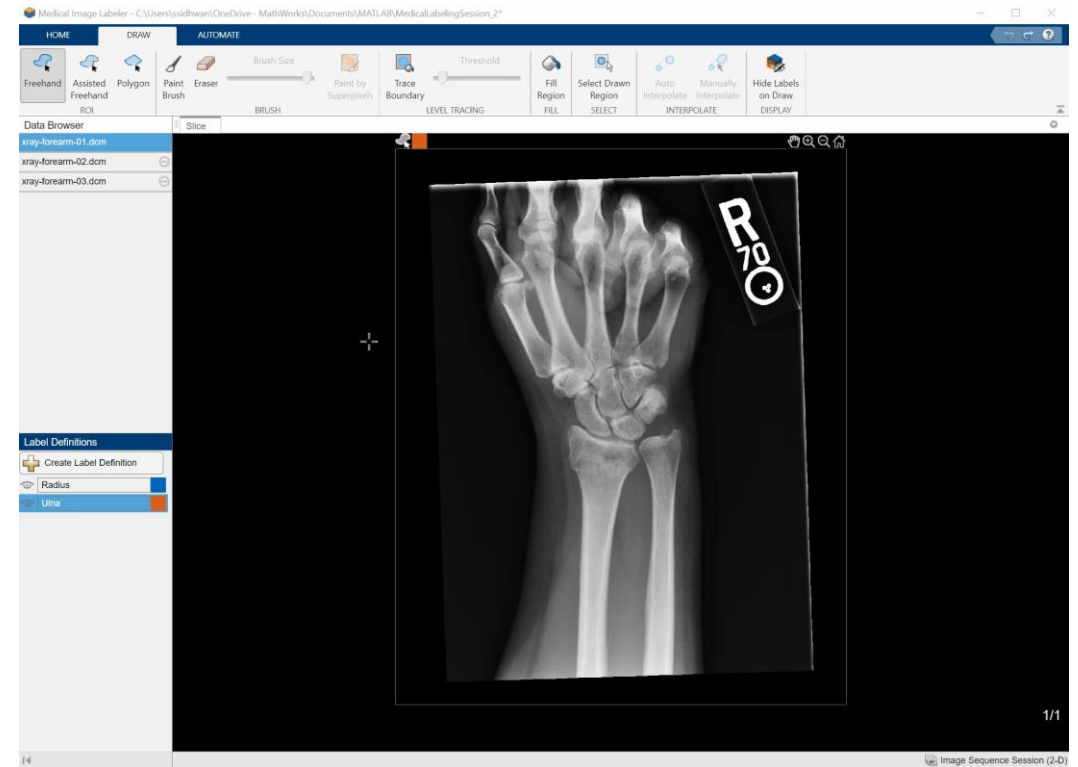 Medical Image Labeler - C:\Users\ssidhwan\OneDrive - MathWorks\Documents\MATLAB\MedicalLabelingSession_2*
HOME DRAW AUTOMATE
Freehand Assisted Freehand Polygon Paint Brush Eraser Brush Size Paint by Superpixels Trace Boundary Threshold Fill Region Select Drawn Region Auto Interpolate Manually Interpolate Hide Labels on Draw
ROI BRUSH LEVEL TRACING FILL SELECT INTERPOLATE DISPLAY
Data Browser
Slice
xray-forearm-01.dcm
xray-forearm-02.dcm
xray-forearm-03.dcm
R
70
Label Definitions
Create Label Definition
Radius
Ulna
1/1
Image Sequence Session (2-D)